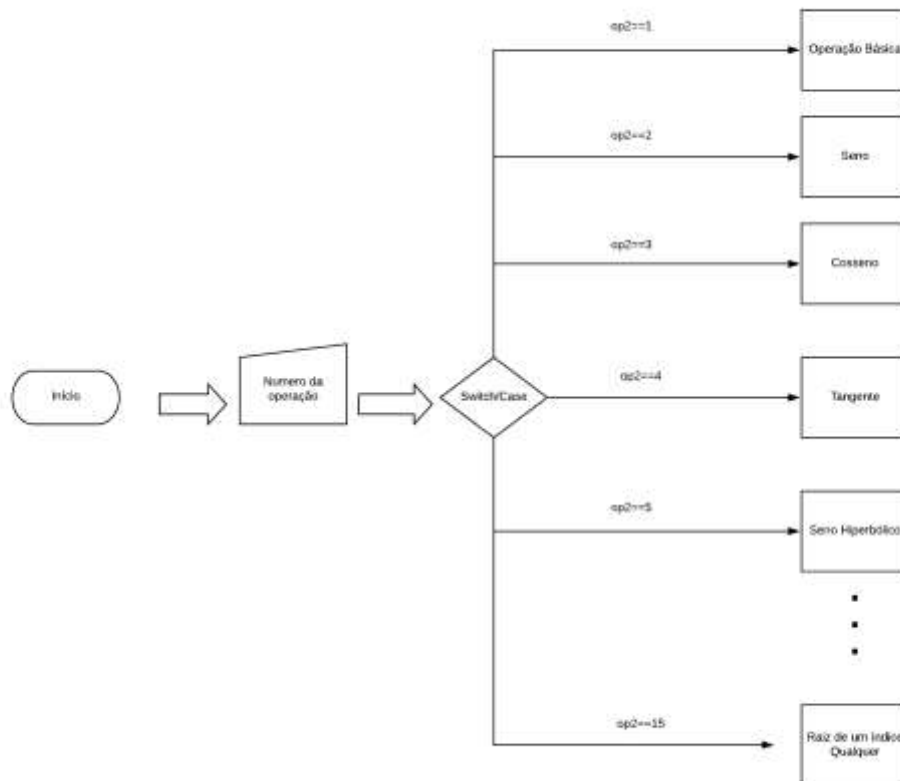 op2==1
Operação Básica
op2==2
Seno
op2==3
Cosseno
Início
Numero da
operação
Switch/Case
op2==4
Tangente
op2==5
Seno Hiperbólico
op2==15
Raiz de um índice
Qualquer